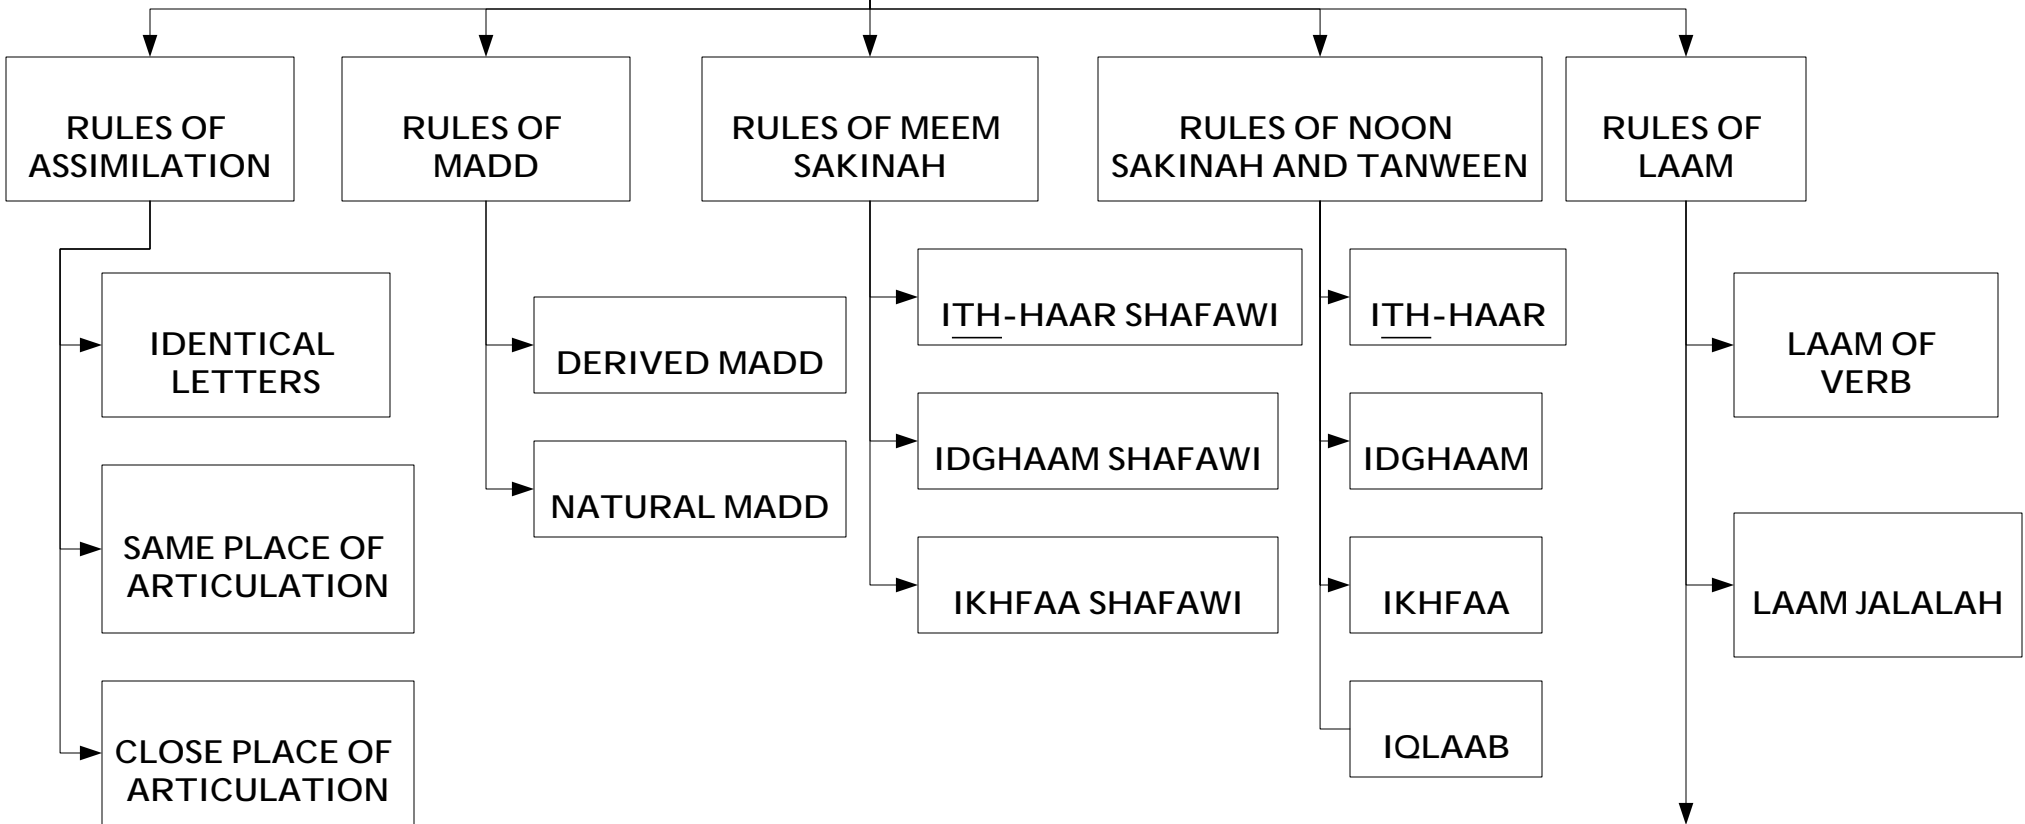 RULES OF
ASSIMILATION
RULES OF
MADD
RULES OF MEEM
SAKINAH
RULES OF NOON
SAKINAH AND TANWEEN
RULES OF
LAAM
IDENTICAL
LETTERS
SAME PLACE OF
ARTICULATION
CLOSE PLACE OF
ARTICULATION
DERIVED MADD
NATURAL MADD
ITH-HAAR SHAFAWI
IDGHAAM SHAFAWI
IKHFAA SHAFAWI
ITH-HAAR
IDGHAAM
IKHFAA
IQLAAB
LAAM OF
VERB
LAAM JALALAH